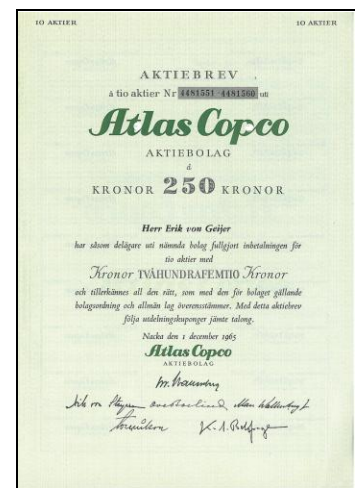 10 AKTIER 10 AKTIER
AKTIEBREV
á tio aktier Nr 4481551-4481560 uti
Atlas Copco
AKTIEBOLAG
á
KRONOR 250 KRONOR
Herr Erik von Geijer
har såsom delägare uti nämnda bolag fullgjort inbetalningen för
tio aktier med
Kronor TVÅHUNDRAFEMTIO Kronor
och tillerkännes all den rätt, som med den för bolaget gällande
bolagsordning och allmän lag överensstämmer. Med detta aktiebrev
följa utdelningskuponger jämte talong.
Nacka den 1 december 1965
Atlas Copco
AKTIEBOLAG